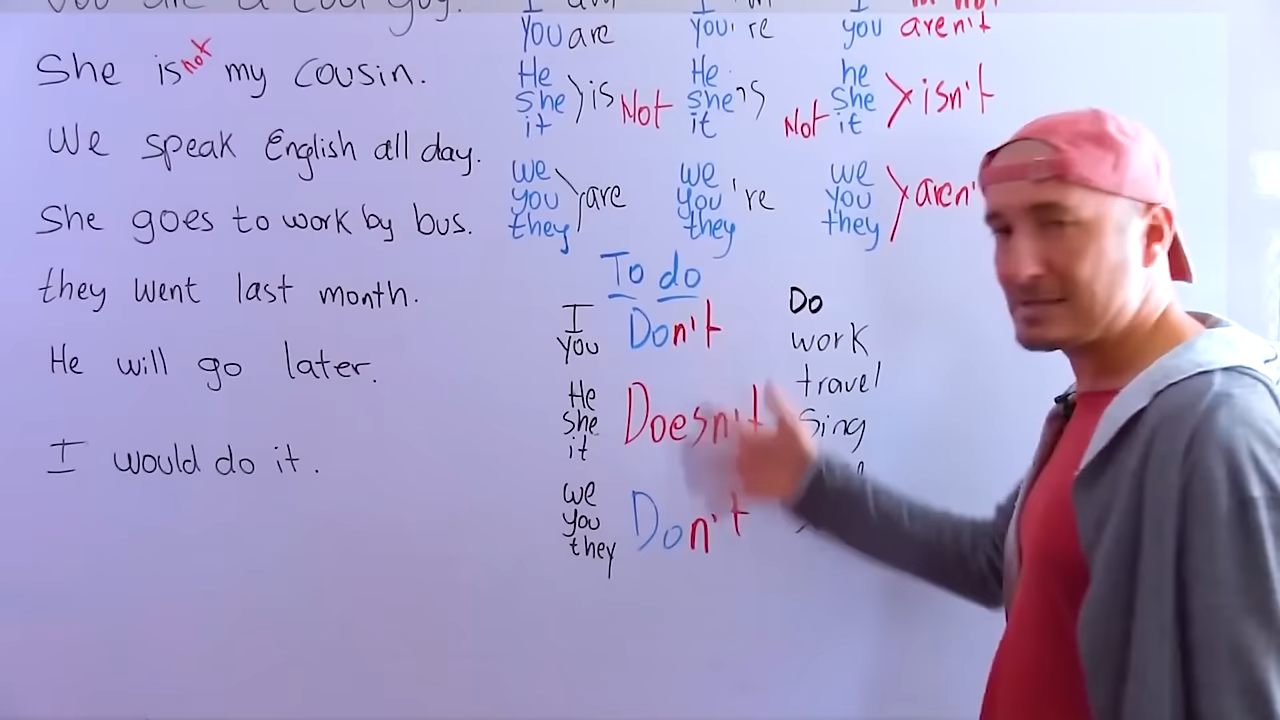 She is not my cousin.
We speak English all day.
She goes to work by bus.
they went last month.
He will go later.
I would do it.
you are
He
she
it
is
Not
we
you
they
are
you're
He
she
it
's
we
you
they
're
you aren't
Not
he
she
it
isn't
we
you
they
To do
I
you
Don't
He
she
it
Doesn't
we
you
they
Don't
Do
work
travel
sing